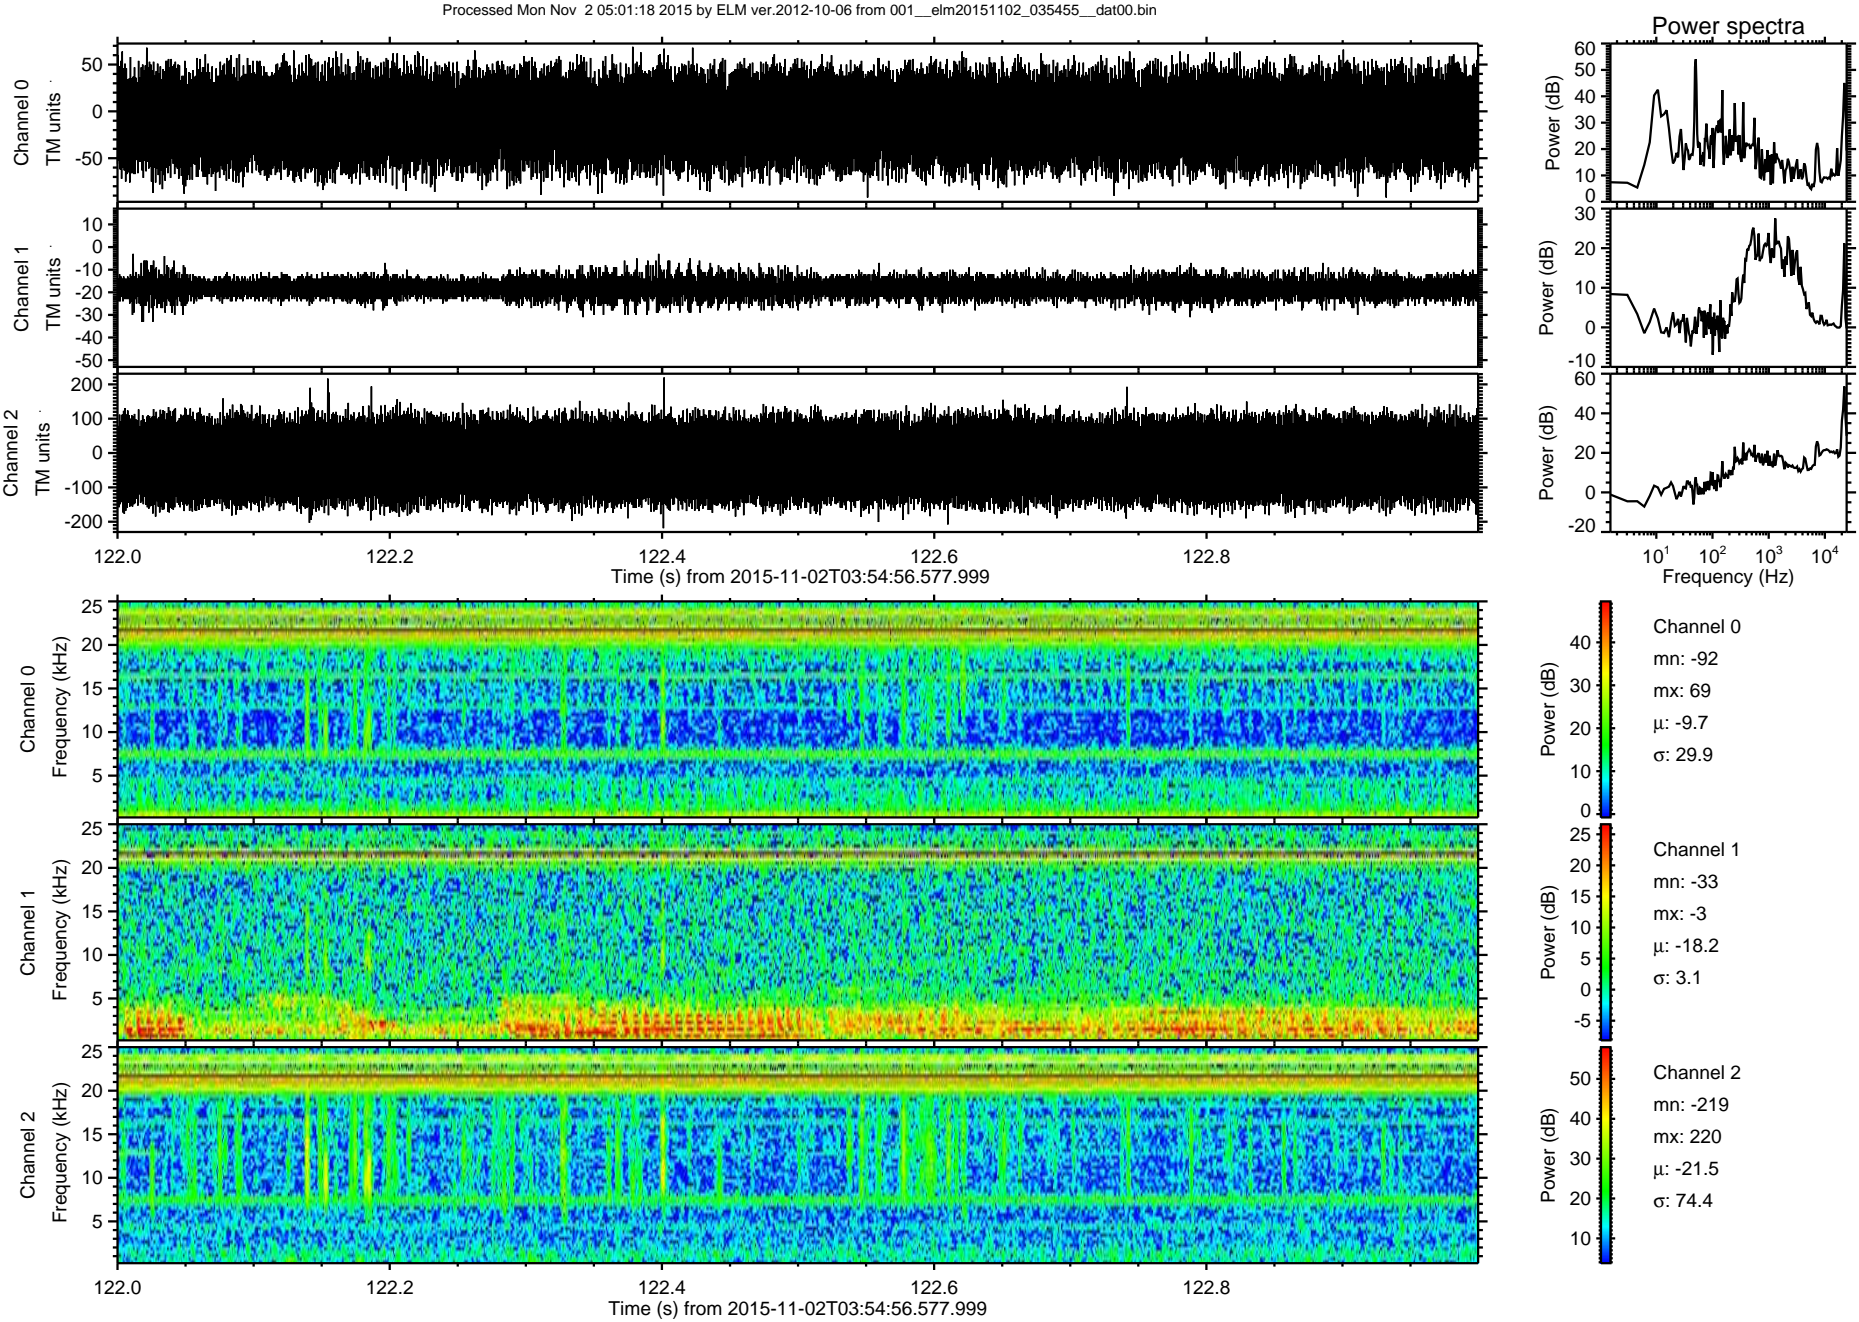 Processed Mon Nov  2 05:01:18 2015 by ELM ver.2012-10-06 from 001__elm20151102_035455__dat00.bin
Power spectra
Channel 0
TM units
50
0
-50
Power (dB)
60
50
40
30
20
10
0
Channel 1
TM units
10
0
-10
-20
-30
-40
-50
Power (dB)
30
20
10
0
-10
Channel 2
TM units
200
100
0
-100
-200
Power (dB)
60
40
20
0
-20
122.0
122.2
122.4
122.6
122.8
Time (s) from 2015-11-02T03:54:56.577.999
10¹
10²
10³
10⁴
Frequency (Hz)
Channel 0
Frequency (kHz)
25
20
15
10
5
Power (dB)
40
30
20
10
0
Channel 0
mn: -92
mx: 69
μ: -9.7
σ: 29.9
Channel 1
Frequency (kHz)
25
20
15
10
5
Power (dB)
25
20
15
10
5
0
-5
Channel 1
mn: -33
mx: -3
μ: -18.2
σ: 3.1
Channel 2
Frequency (kHz)
25
20
15
10
5
Power (dB)
50
40
30
20
10
Channel 2
mn: -219
mx: 220
μ: -21.5
σ: 74.4
122.0
122.2
122.4
122.6
122.8
Time (s) from 2015-11-02T03:54:56.577.999